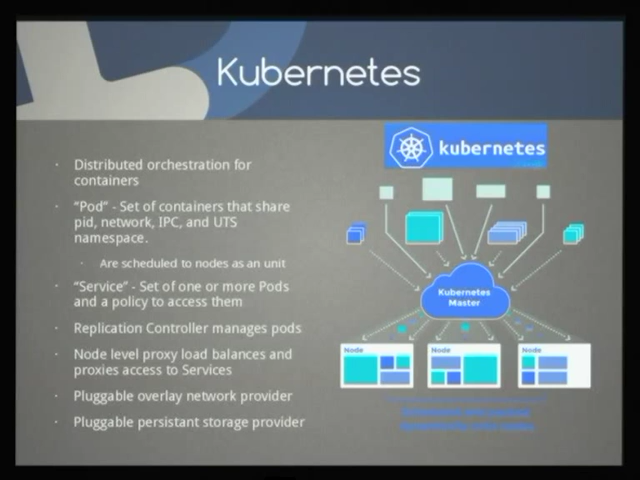 Kubernetes
kubernetes
Distributed orchestration for
containers
“Pod” - Set of containers that share
pid, network, IPC, and UTS
namespace.
Are scheduled to nodes as an unit
“Service” - Set of one or more Pods
and a policy to access them
Replication Controller manages pods
Node level proxy load balances and
proxies access to Services
Pluggable overlay network provider
Pluggable persistant storage provider
Kubernetes
Master
Node
Node
Node